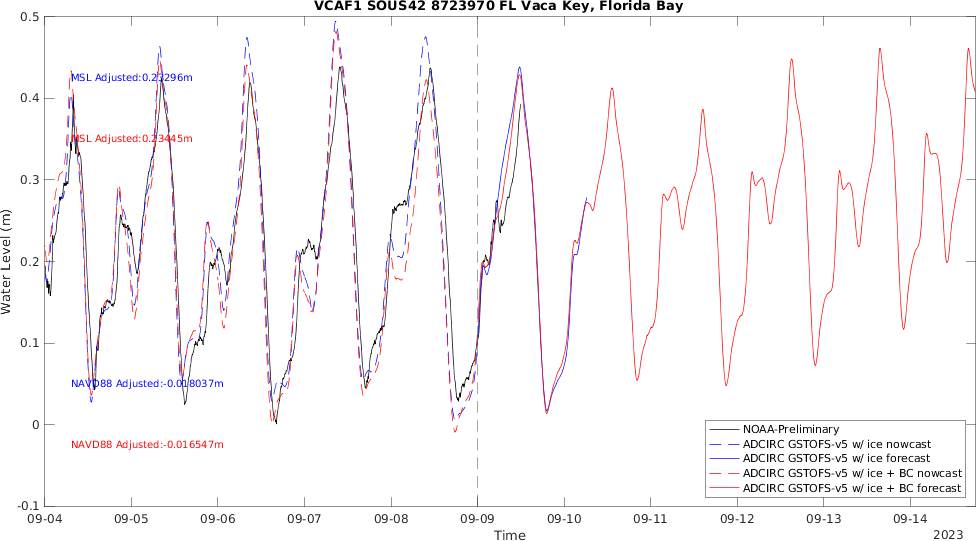 VCAF1 SOUS42 8723970 FL Vaca Key, Florida Bay
0.5
0.4
0.3
0.2
0.1
0
-0.1
Water Level (m)
MSL Adjusted:0.22296m
MSL Adjusted:0.23445m
NAVD88 Adjusted:-0.018037m
NAVD88 Adjusted:-0.016547m
NOAA-Preliminary
ADCIRC GSTOFS-v5 w/ ice nowcast
ADCIRC GSTOFS-v5 w/ ice forecast
ADCIRC GSTOFS-v5 w/ ice + BC nowcast
ADCIRC GSTOFS-v5 w/ ice + BC forecast
09-04 09-05 09-06 09-07 09-08 09-09 09-10 09-11 09-12 09-13 09-14
Time
2023